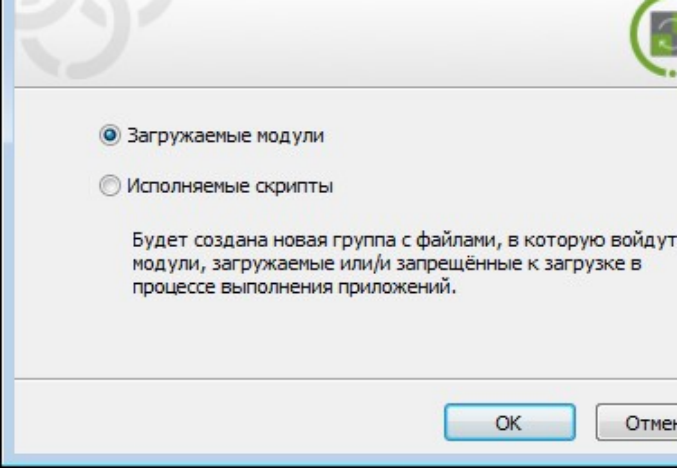 Загружаемые модули
Исполняемые скрипты
Будет создана новая группа с файлами, в которую войдут
модули, загружаемые или/и запрещённые к загрузке в
процессе выполнения приложений.
OK